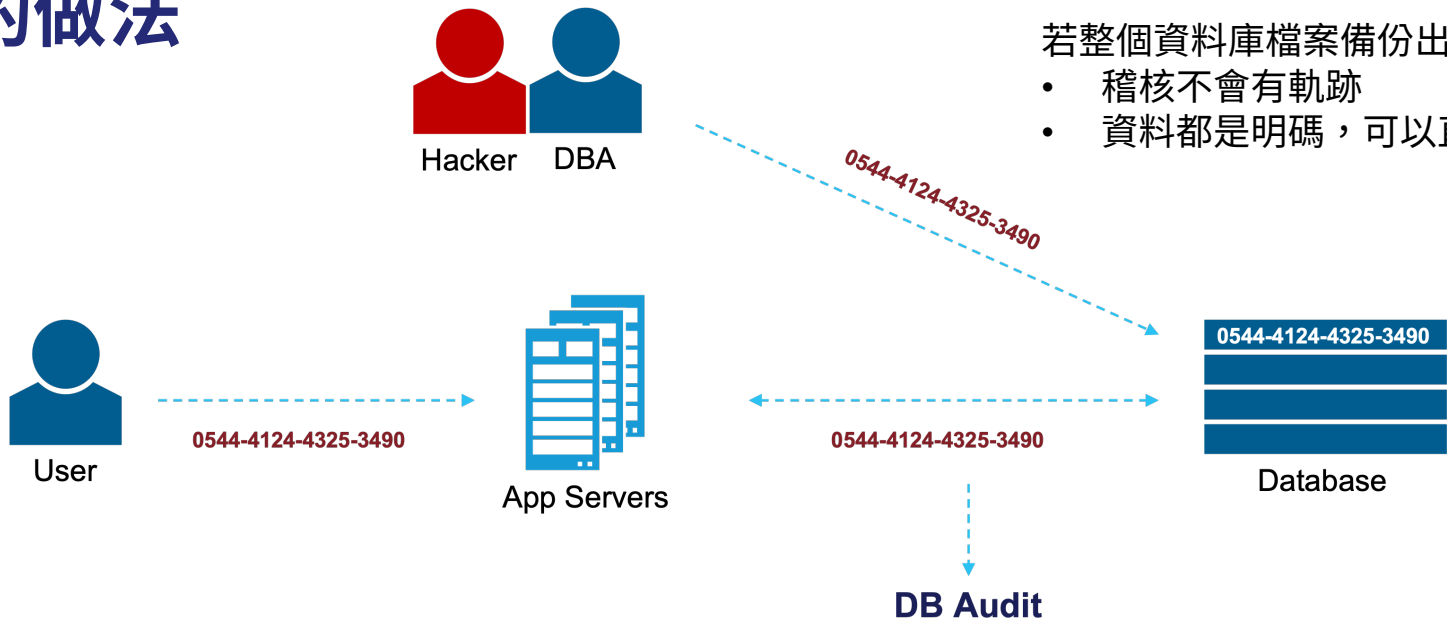 的做法
若整個資料庫檔案備份出
• 稽核不會有軌跡
• 資料都是明碼，可以
Hacker DBA
0544-4124-4325-3490
0544-4124-4325-3490
0544-4124-4325-3490
0544-4124-4325-3490
User
App Servers
Database
DB Audit